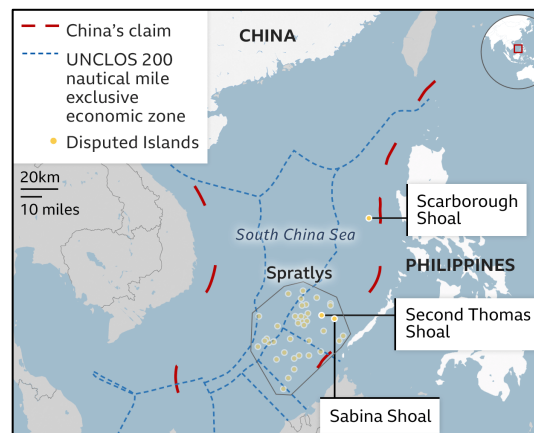 China's claim
UNCLOS 200
nautical mile
exclusive
economic zone
Disputed Islands
CHINA
20km
10 miles
Scarborough
Shoal
South China Sea
PHILIPPINES
Spratlys
Second Thomas
Shoal
Sabina Shoal